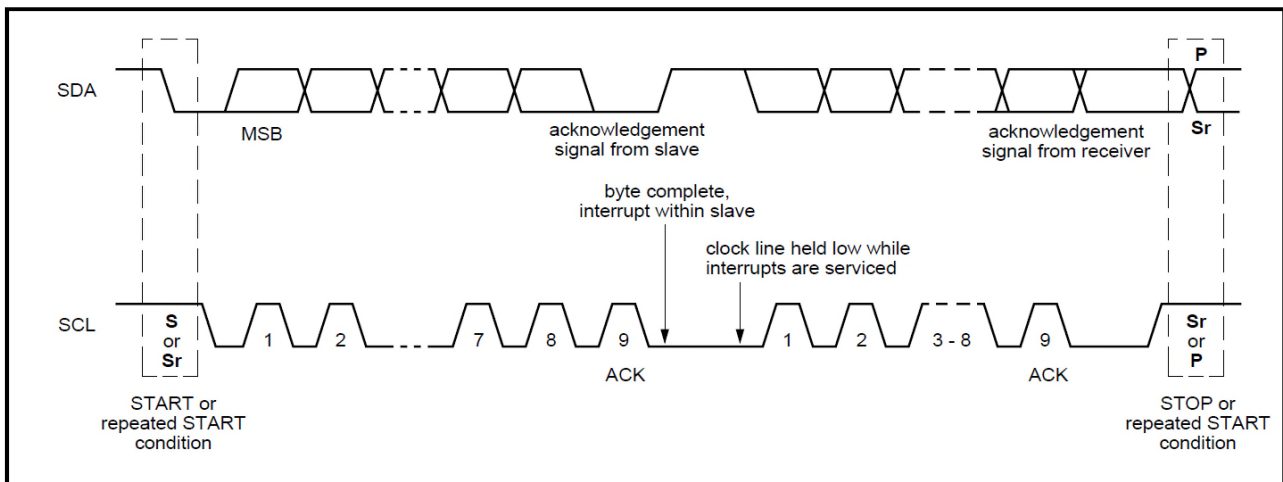 P
SDA
MSB
acknowledgement
signal from slave
acknowledgement
signal from receiver
Sr
byte complete,
interrupt within slave
clock line held low while
interrupts are serviced
SCL
S
or
Sr
1
2
7
8
9
1
2
3 - 8
9
Sr
or
P
ACK
ACK
START or
repeated START
condition
STOP or
repeated START
condition